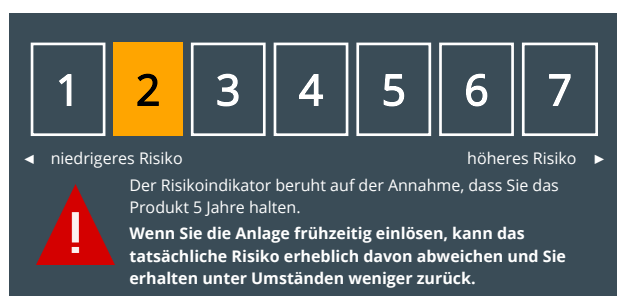 1 2 3 4 5 6 7
◄ niedrigeres Risiko höheres Risiko ►
Der Risikoindikator beruht auf der Annahme, dass Sie das
Produkt 5 Jahre halten.
Wenn Sie die Anlage frühzeitig einlösen, kann das
tatsächliche Risiko erheblich davon abweichen und Sie
erhalten unter Umständen weniger zurück.
!